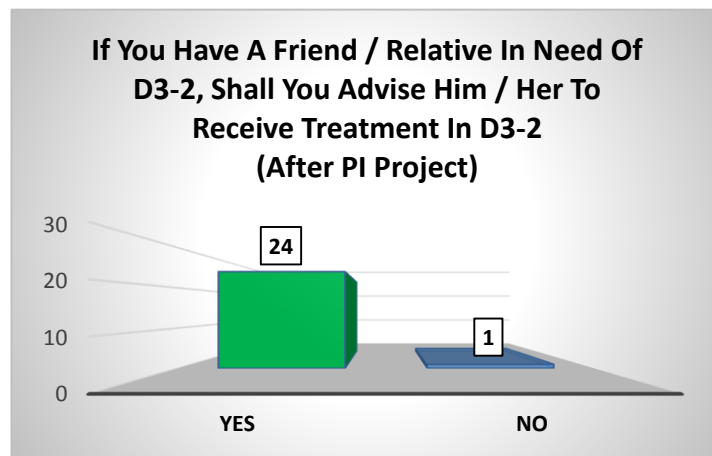 If You Have A Friend / Relative In Need Of
D3-2, Shall You Advise Him / Her To
Receive Treatment In D3-2
(After PI Project)
30
20
10
0
24
1
YES
NO